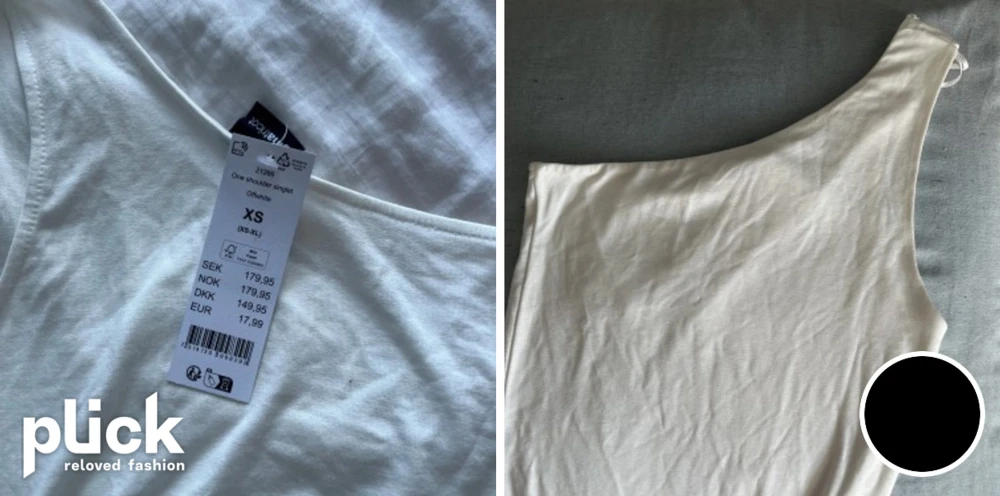 21299
One shoulder singlet
Offwhite
XS
(XS-XL)
SEK 179,95
NOK 179,95
DKK 149,95
EUR 17,99
plick
reloved fashion